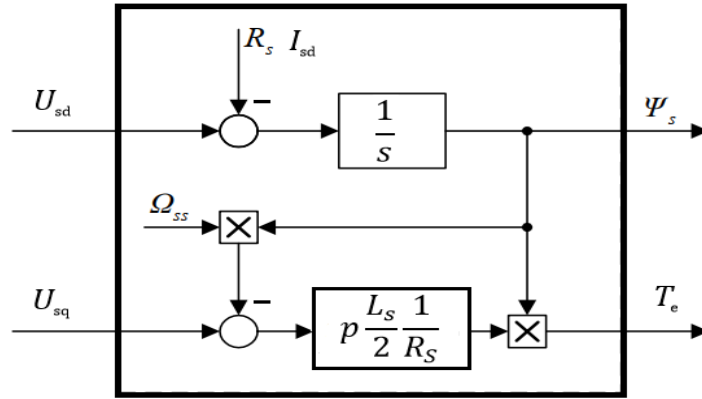 R_s I_sd
U_sd
1/s
Ψ_s
−
Ω_ss
×
U_sq
−
p L_s/2 1/R_S
×
T_e